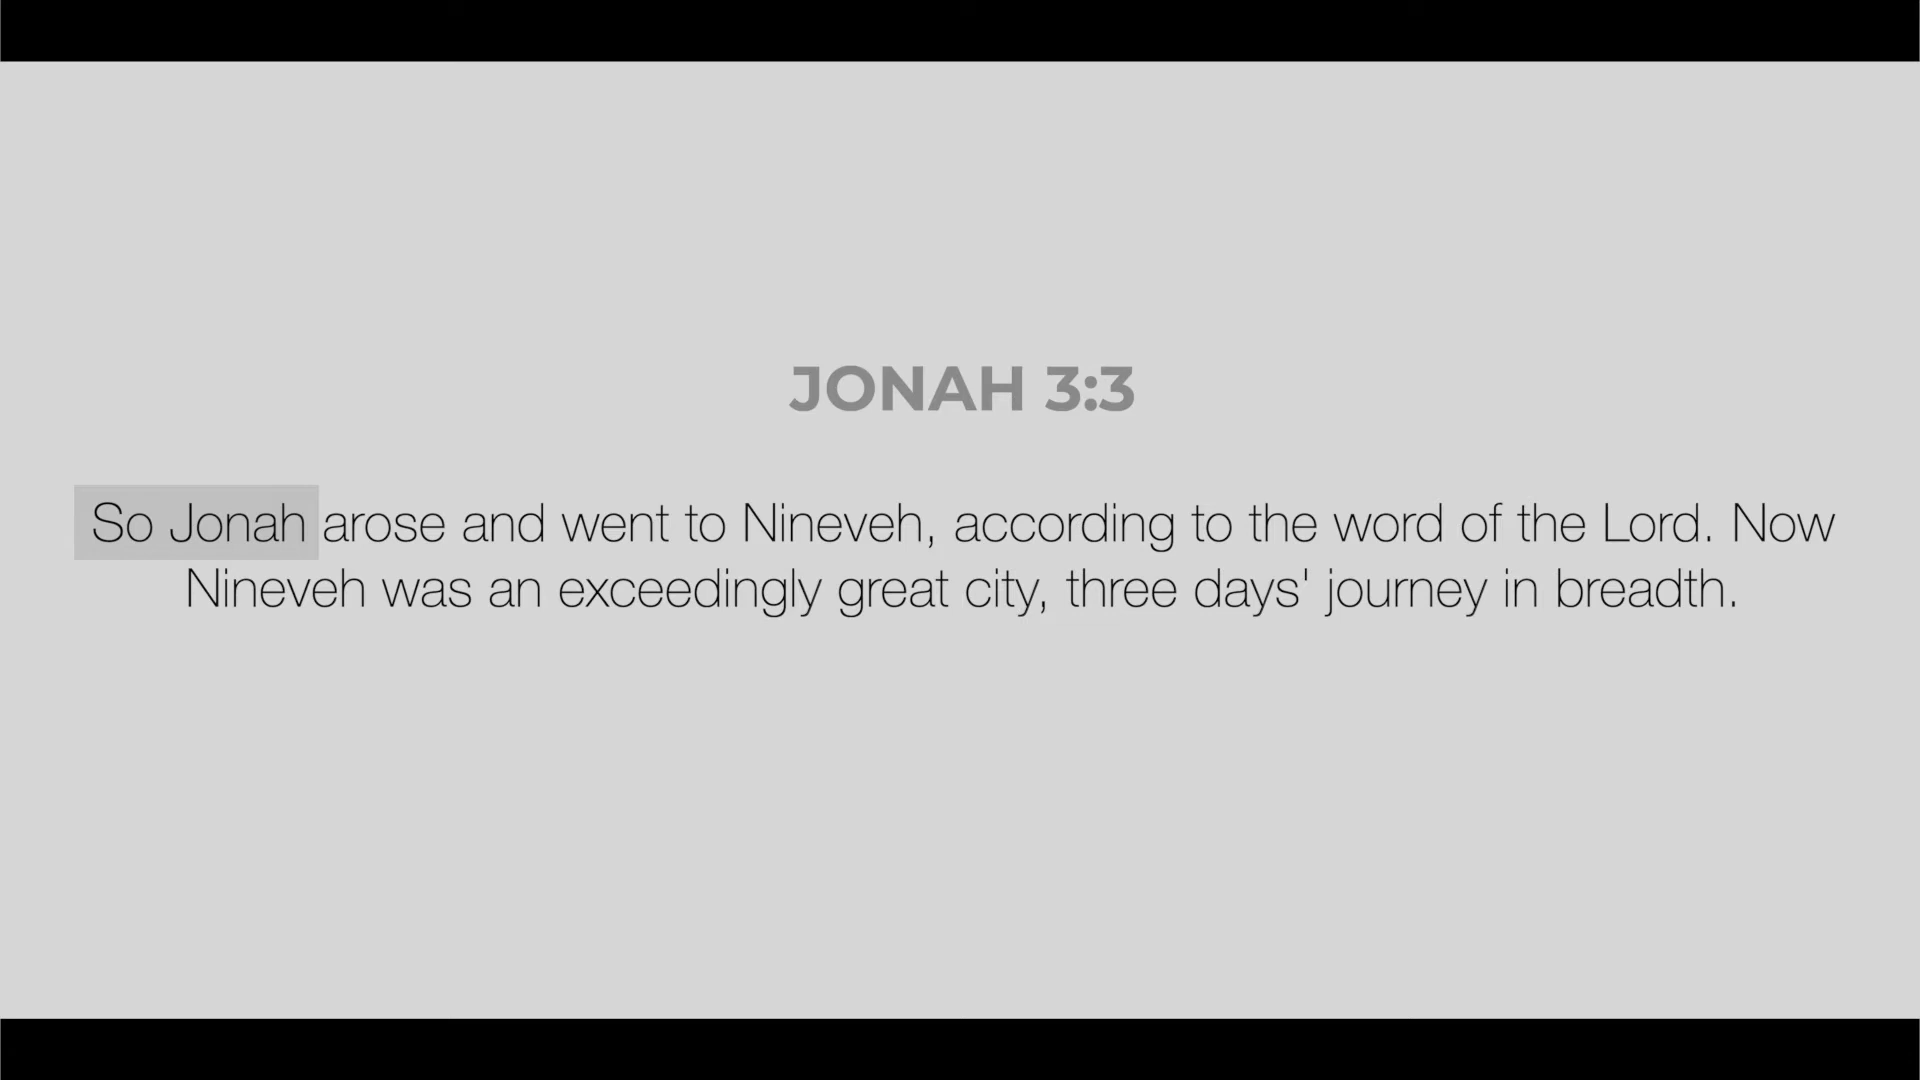 JONAH 3:3
So Jonah arose and went to Nineveh, according to the word of the Lord. Now
Nineveh was an exceedingly great city, three days' journey in breadth.